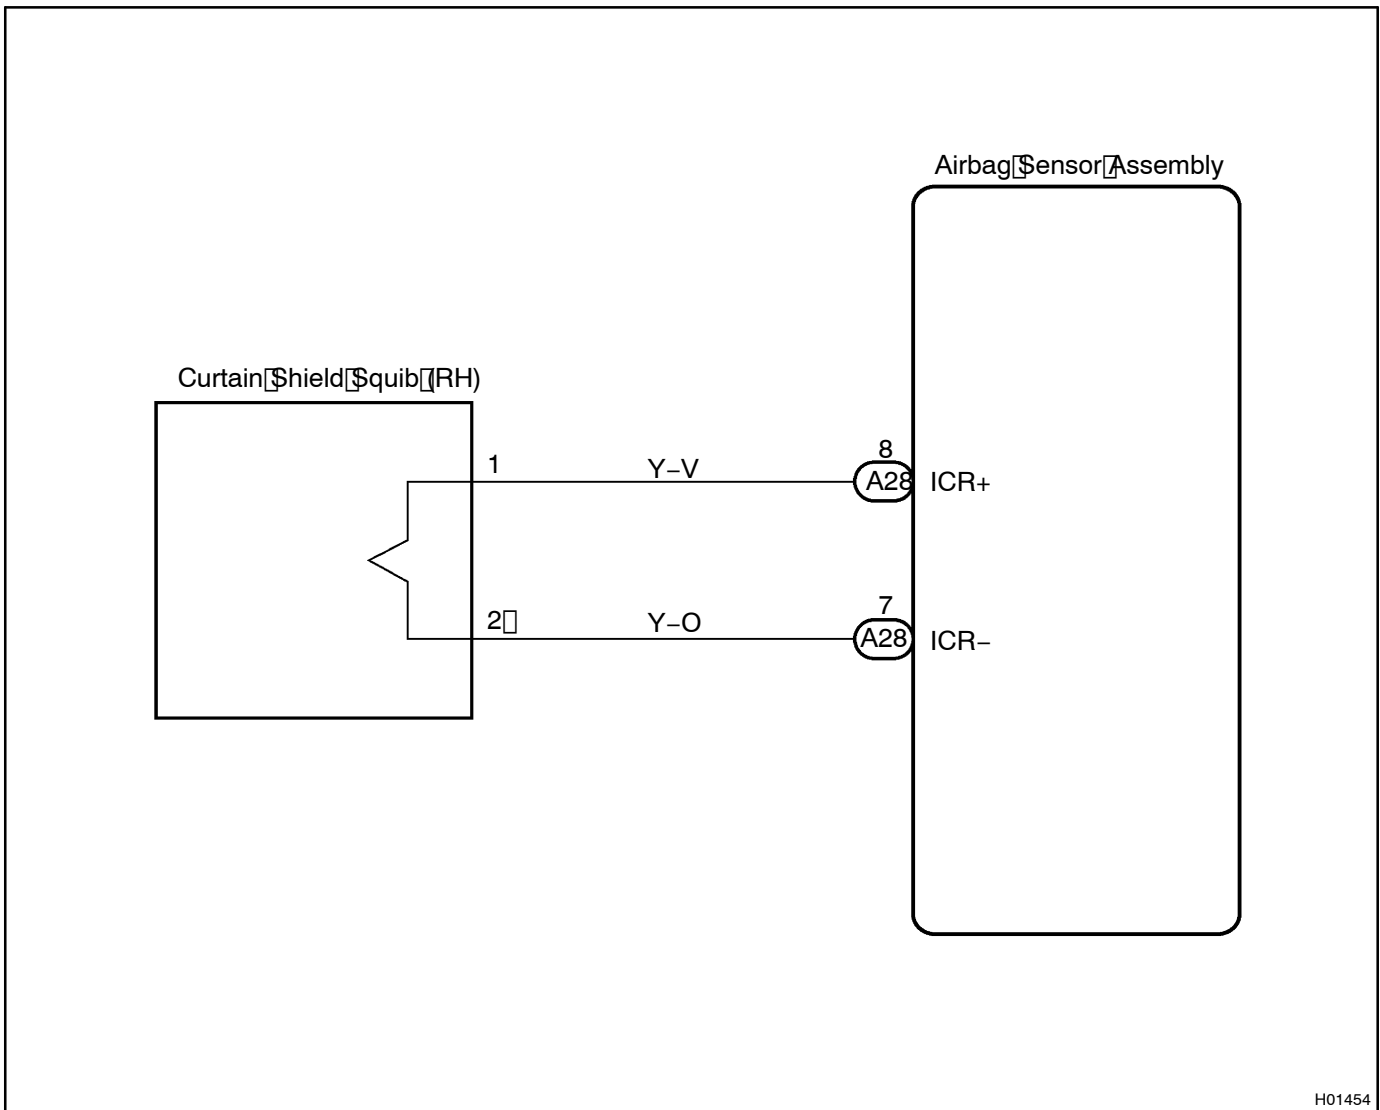 Airbag Sensor Assembly
Curtain Shield Squib (RH)
1
Y–V
8
A28
ICR+
2
Y–O
7
A28
ICR–
H01454